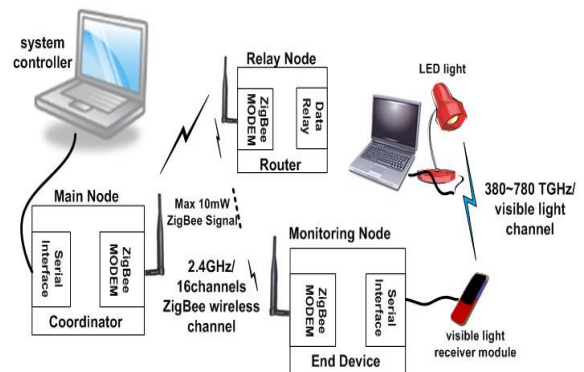 system
controller
Relay Node
ZigBee
MODEM
Data
Relay
Router
LED light
380~780 TGHz/
visible light
channel
Main Node
Serial
Interface
ZigBee
MODEM
Coordinator
Max 10mW
ZigBee Signal
2.4GHz/
16channels
ZigBee wireless
channel
Monitoring Node
ZigBee
MODEM
Serial
Interface
End Device
visible light
receiver module